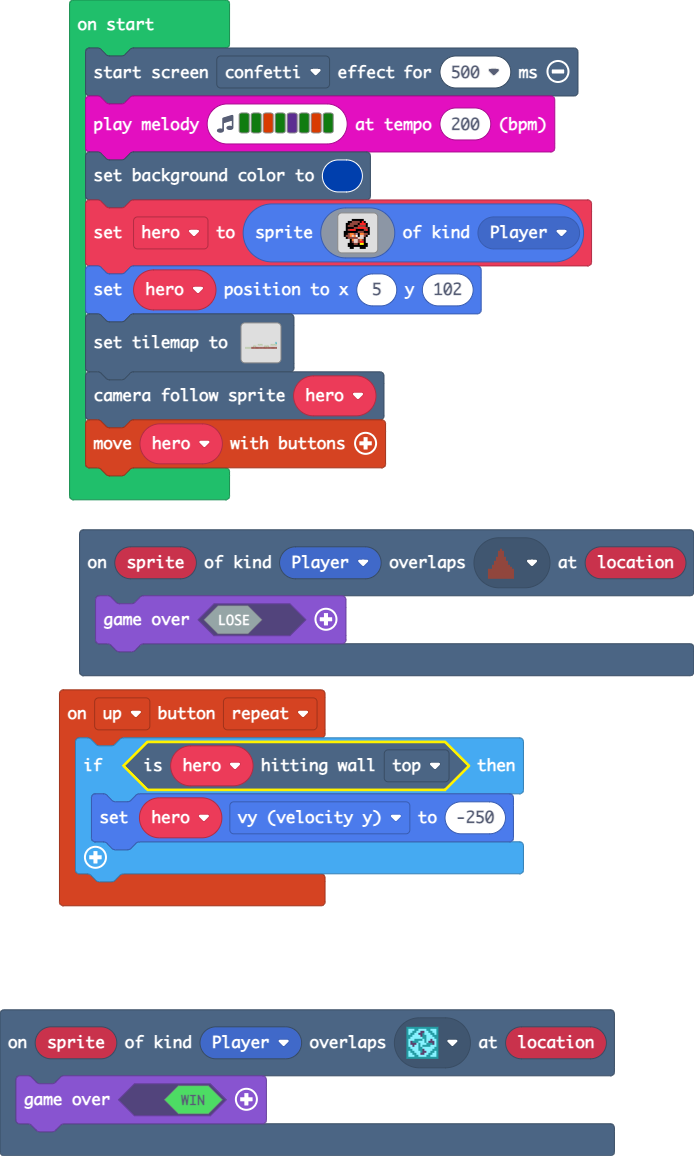 on start
start screen confetti effect for 500 ms
play melody at tempo 200 (bpm)
set background color to
set hero to sprite of kind Player
set hero position to x 5 y 102
set tilemap to
camera follow sprite hero
move hero with buttons
on sprite of kind Player overlaps at location
game over LOSE
on up button repeat
if is hero hitting wall top then
set hero vy (velocity y) to -250
on sprite of kind Player overlaps at location
game over WIN